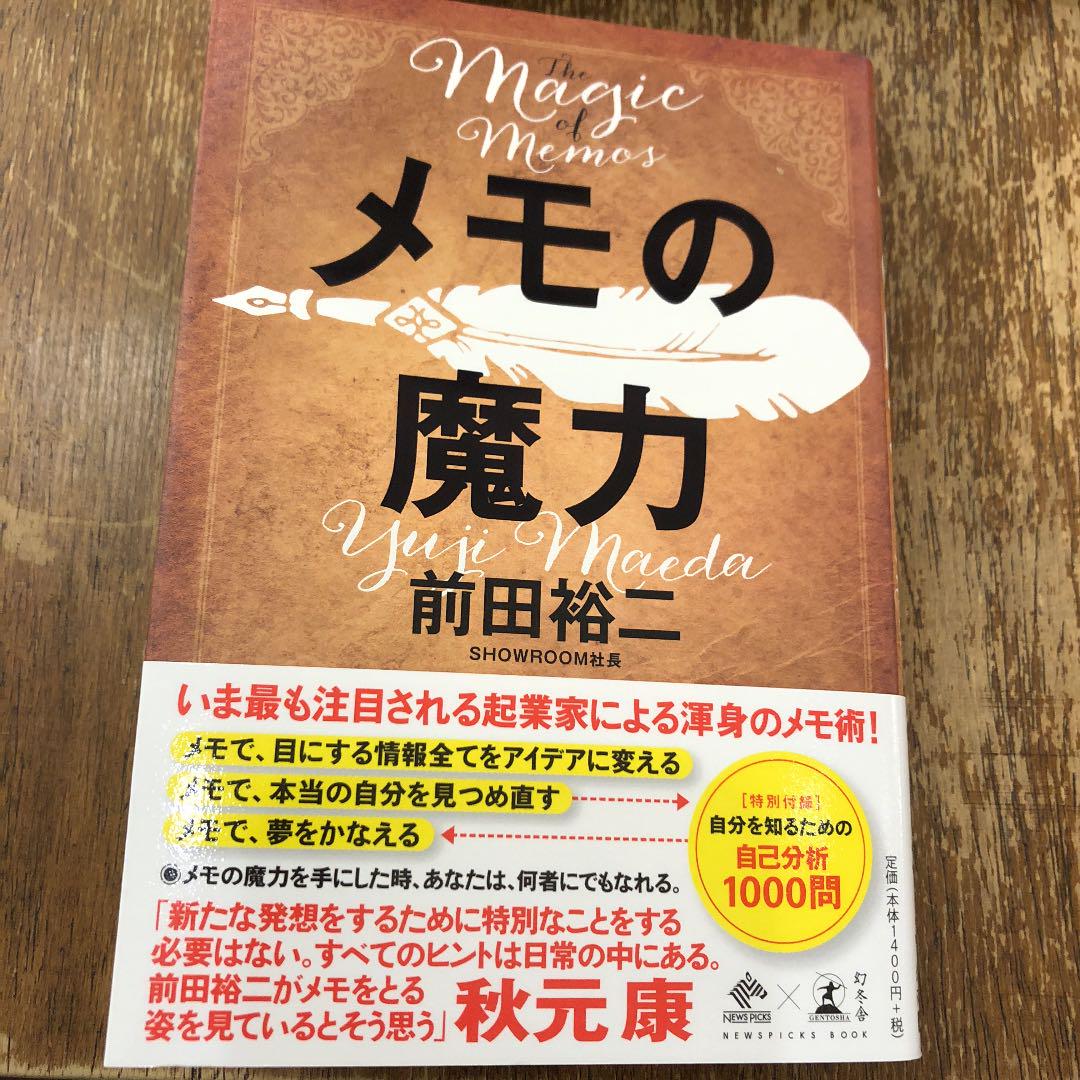 The
Magic
of
Memos
メモの
魔力
Yuji Maeda
前田裕二
SHOWROOM社長
いま最も注目される起業家による渾身のメモ術!
メモで、目にする情報全てをアイデアに変える
メモで、本当の自分を見つめ直す
メモで、夢をかなえる
[特別付録]
自分を知るための
自己分析
1000問
メモの魔力を手にした時、あなたは、何者にでもなれる。
「新たな発想をするために特別なことをする
必要はない。すべてのヒントは日常の中にある。
前田裕二がメモをとる
姿を見ているとそう思う」
秋元 康
NEWS PICKS
×
GENTOSHA
幻冬舎
NEWSPICKS BOOK
定価(本体1400円+税)